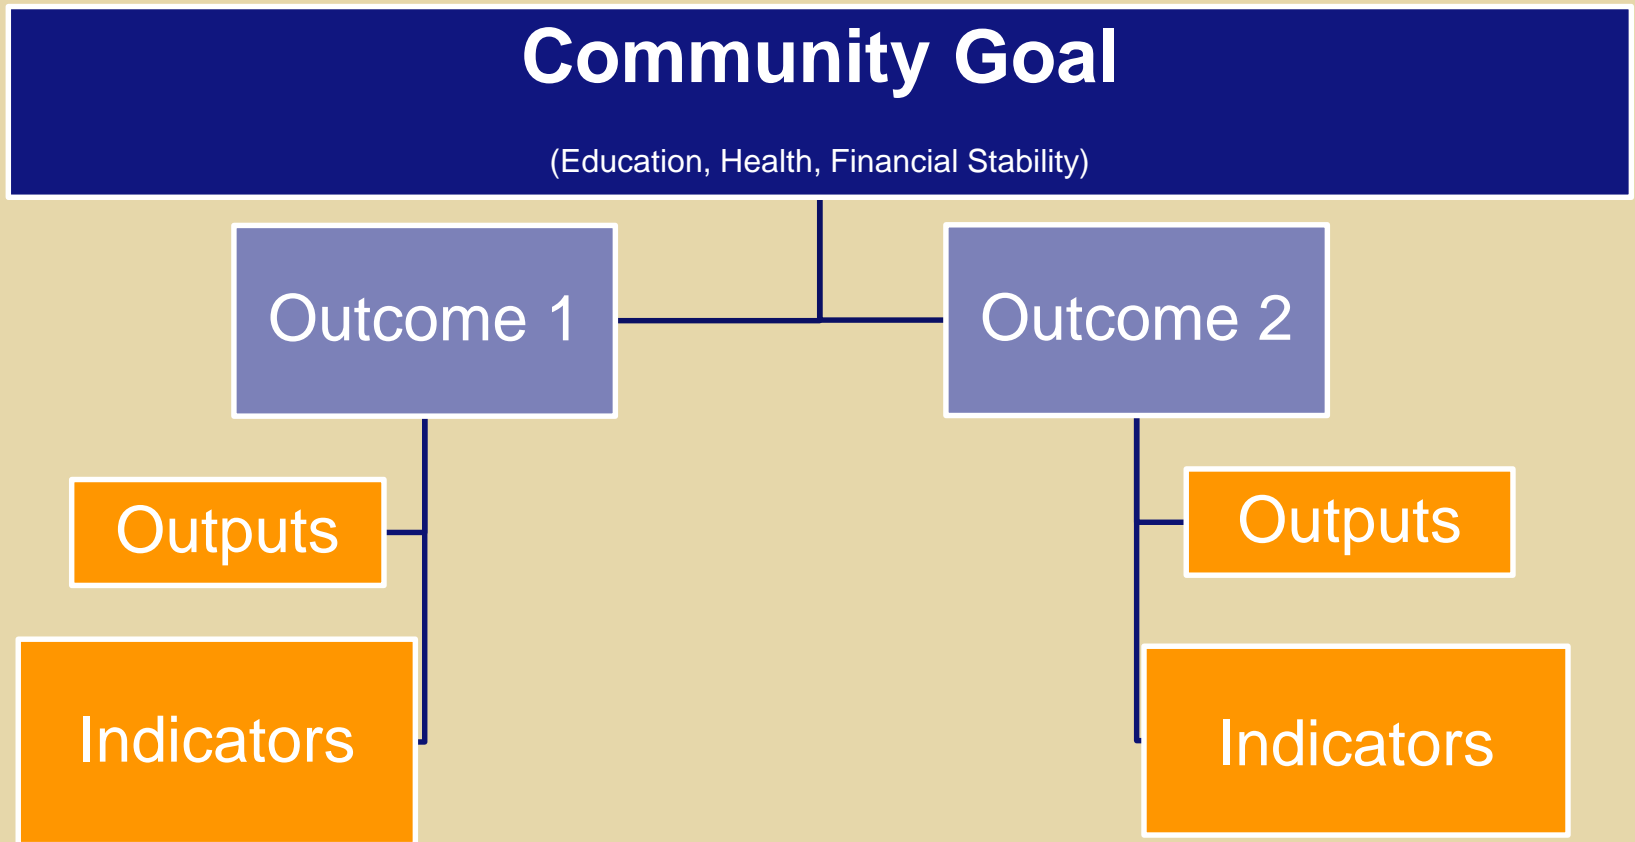 Community Goal
(Education, Health, Financial Stability)
Outcome 1
Outcome 2
Outputs
Outputs
Indicators
Indicators